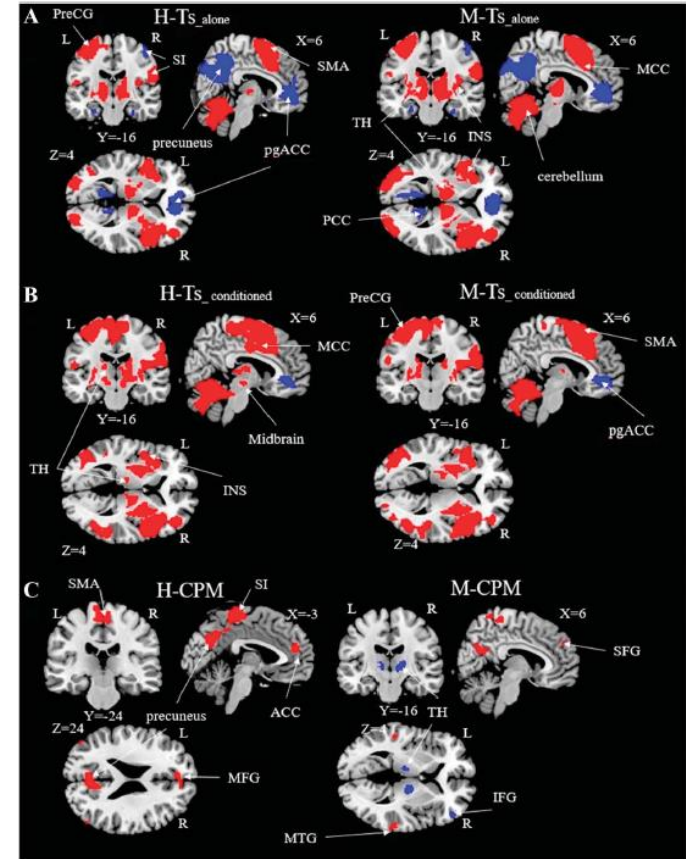 A
H-Ts_alone
M-Ts_alone
PreCG
L
R
SI
X=6
SMA
L
R
X=6
MCC
Y=-16
precuneus
pgACC
TH
Y=-16
INS
cerebellum
Z=4
L
R
Z=4
L
PCC
R
B
H-Ts_conditioned
M-Ts_conditioned
L
R
X=6
MCC
PreCG
L
R
X=6
SMA
Y=-16
Midbrain
Y=-16
pgACC
TH
L
INS
L
Z=4
R
Z=4
R
C
H-CPM
M-CPM
SMA
L
R
SI
X=-3
L
R
X=6
SFG
Y=-24
precuneus
ACC
Y=-16
TH
Z=24
L
MFG
R
L
IFG
MTG
R